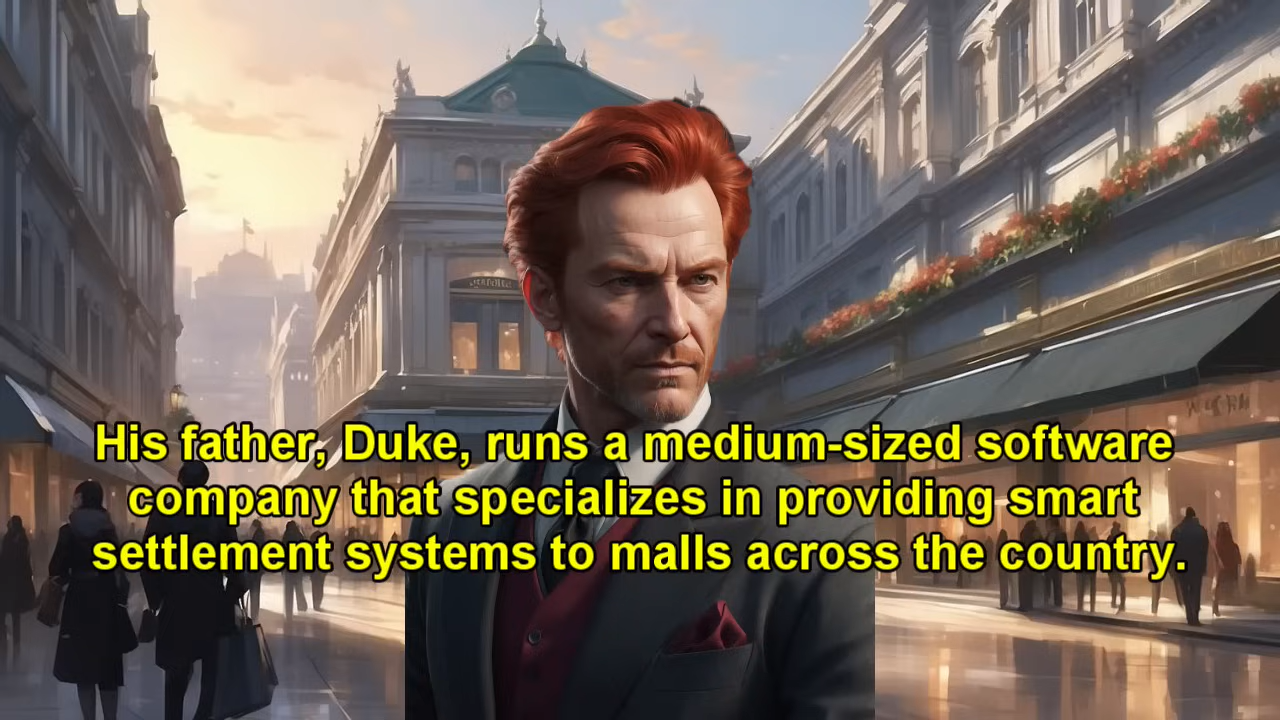 His father, Duke, runs a medium-sized software
company that specializes in providing smart
settlement systems to malls across the country.